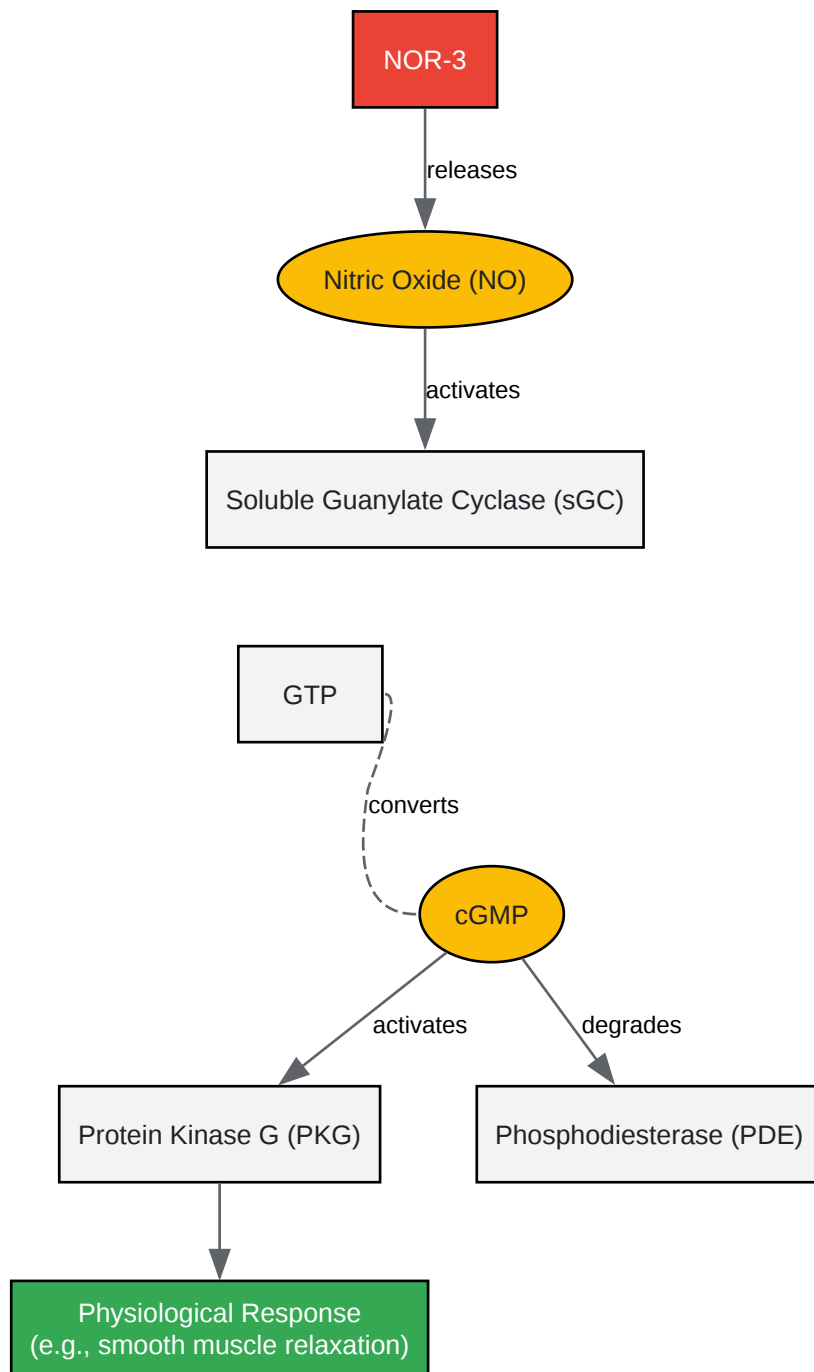 NOR-3
releases
Nitric Oxide (NO)
activates
Soluble Guanylate Cyclase (sGC)
GTP
converts
cGMP
activates
degrades
Protein Kinase G (PKG)
Phosphodiesterase (PDE)
Physiological Response
(e.g., smooth muscle relaxation)